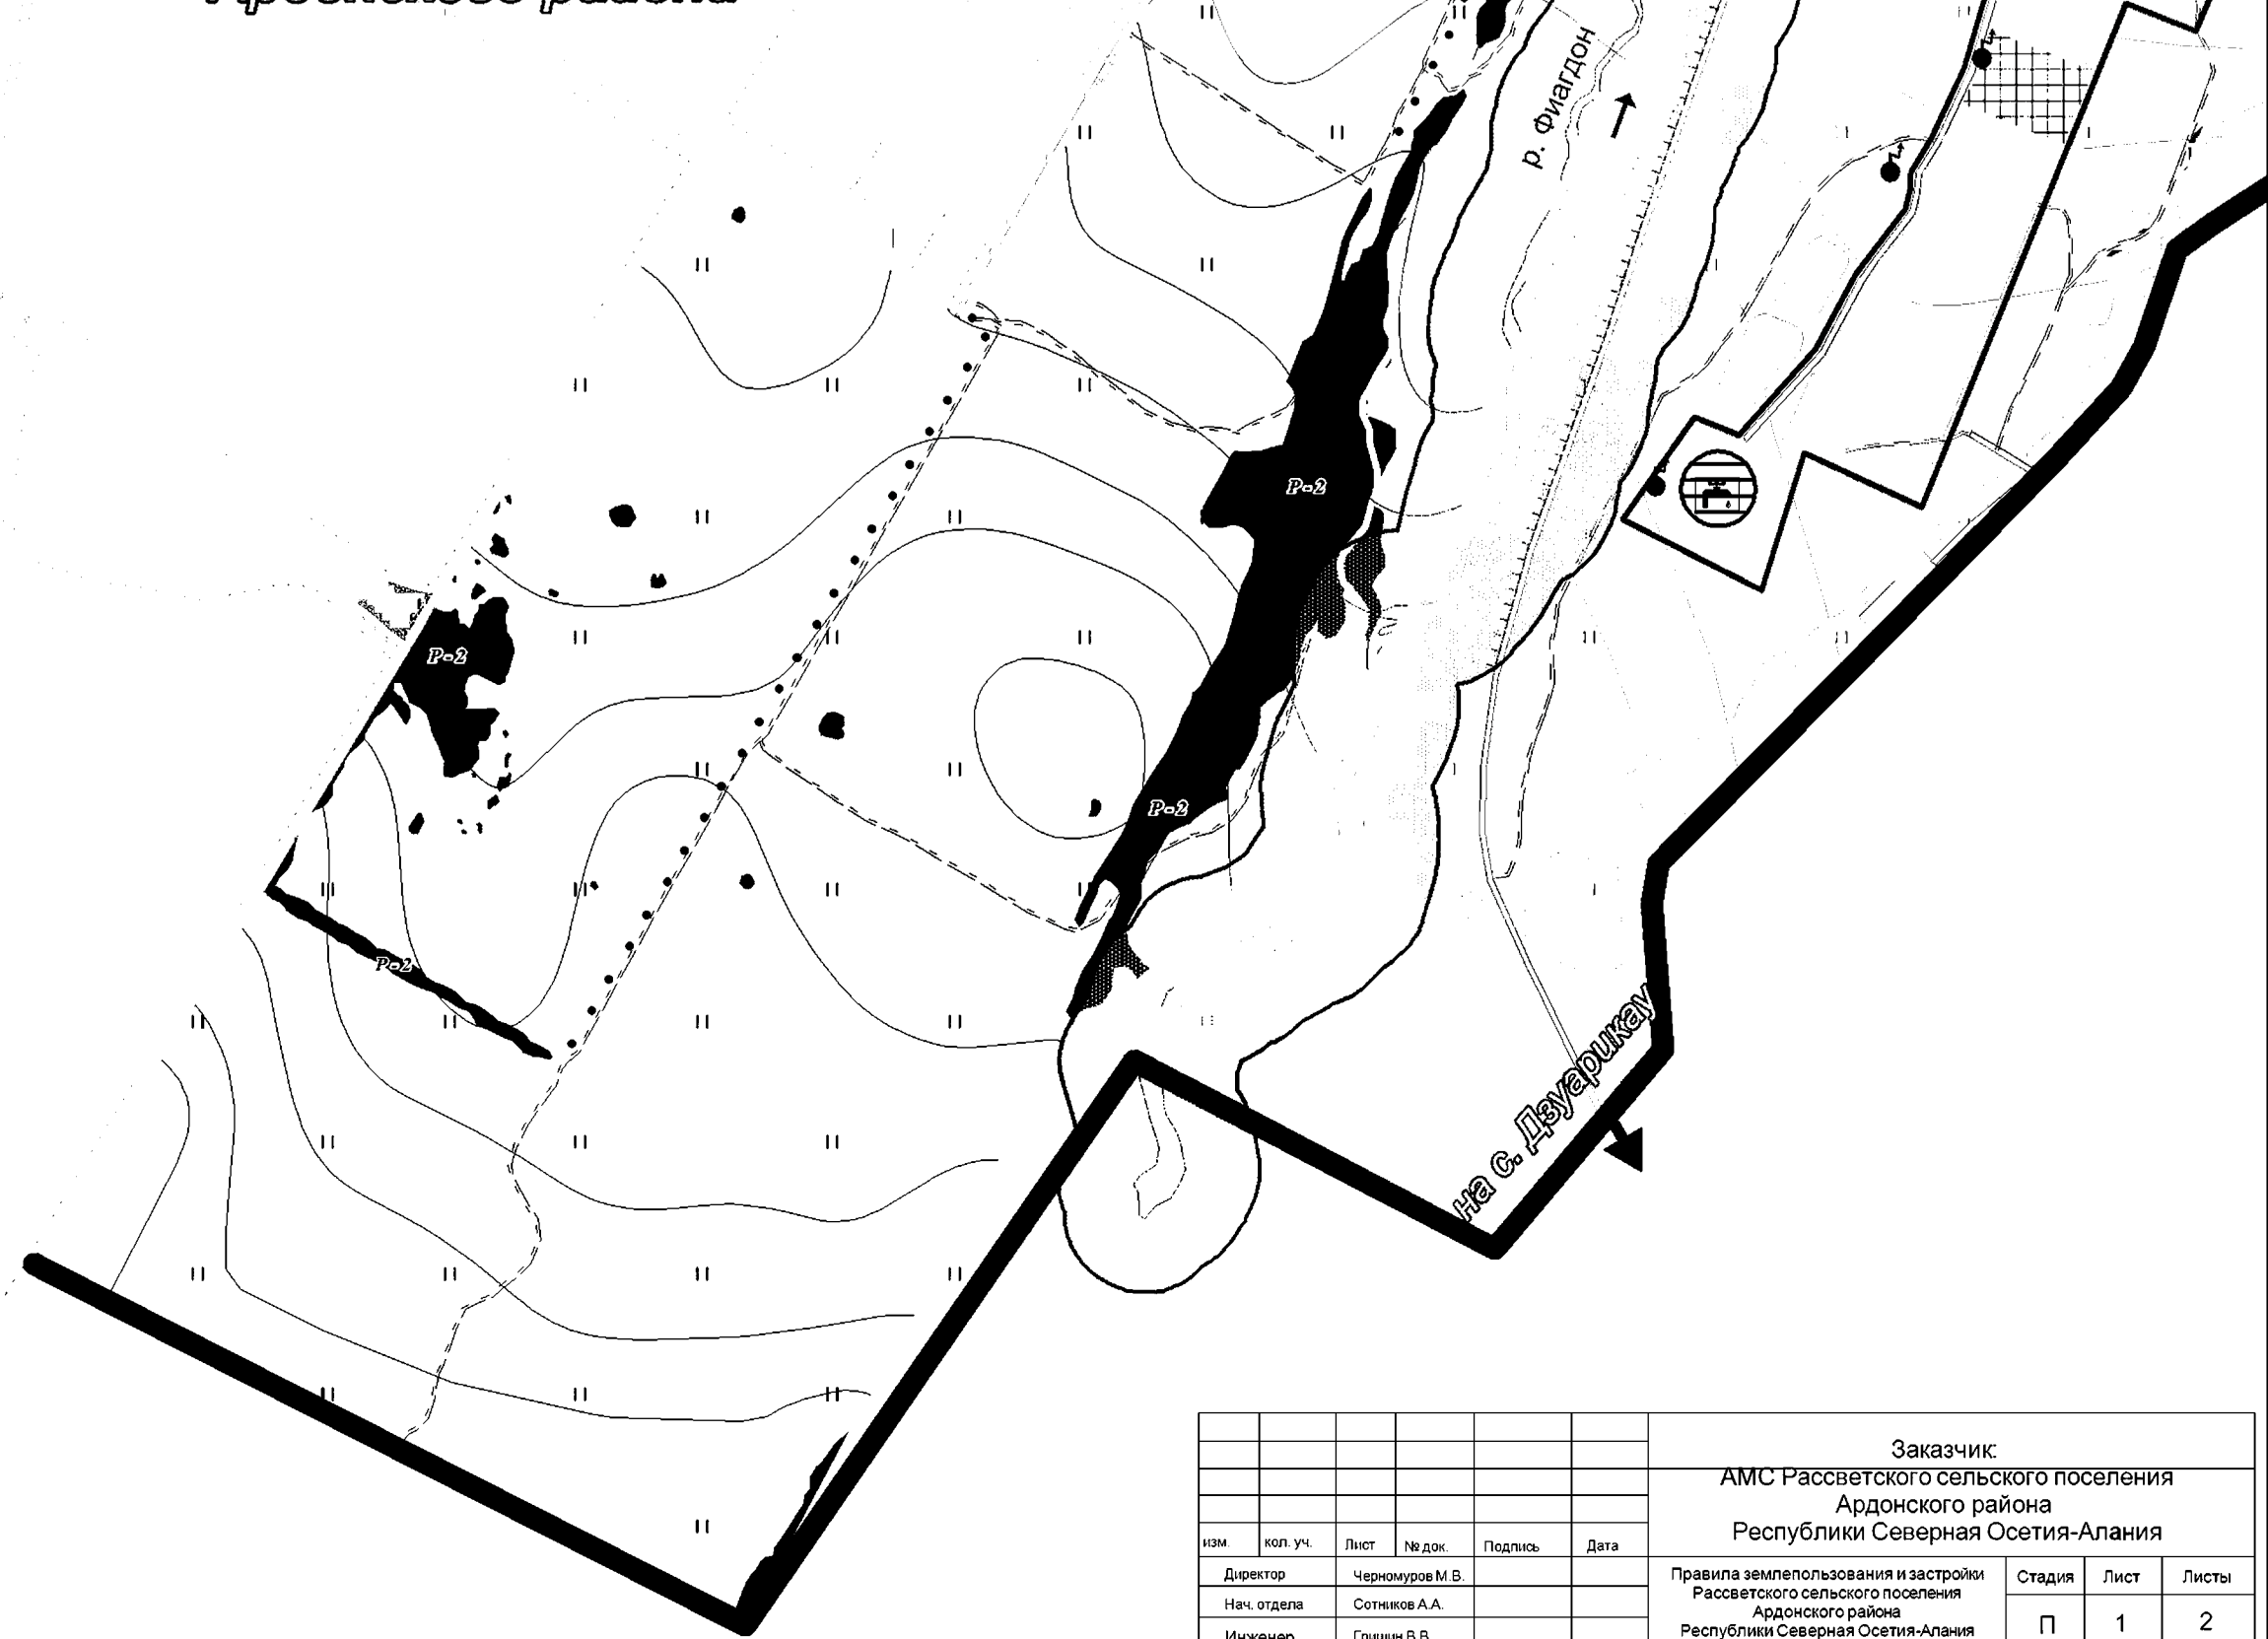 р. Фиагдон
Р-2
Р-2
Р-2
Р-2
на с. Дзуарикау
Заказчик:
АМС Рассветского сельского поселения
Ардонского района
Республики Северная Осетия-Алания
изм. кол. уч. Лист № док. Подпись Дата
Директор Черномуров М.В.
Нач. отдела Сотников А.А.
Инженер Гришин В.В.
Правила землепользования и застройки
Рассветского сельского поселения
Ардонского района
Республики Северная Осетия-Алания
Стадия Лист Листы
П 1 2